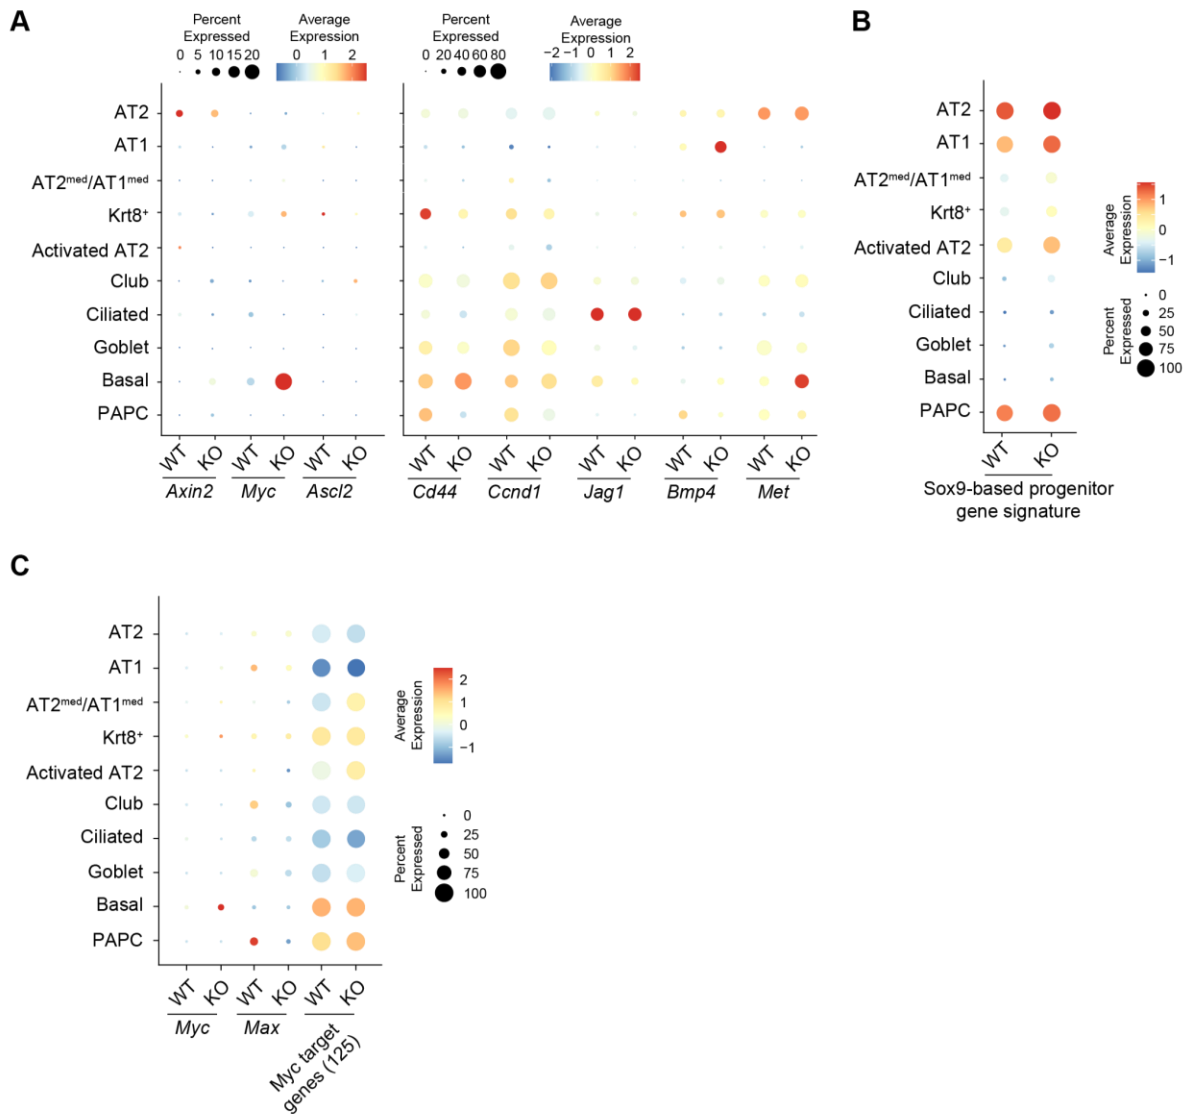 A
Percent
Expressed
0 5 10 15 20
Average
Expression
0 1 2
Percent
Expressed
0 20 40 60 80
Average
Expression
−2 −1 0 1 2
AT2
AT1
AT2med/AT1med
Krt8+
Activated AT2
Club
Ciliated
Goblet
Basal
PAPC
WT KO WT KO WT KO
Axin2 Myc Ascl2
WT KO WT KO WT KO WT KO WT KO
Cd44 Ccnd1 Jag1 Bmp4 Met
B
AT2
AT1
AT2med/AT1med
Krt8+
Activated AT2
Club
Ciliated
Goblet
Basal
PAPC
WT KO
Sox9-based progenitor
gene signature
Average
Expression
1
0
−1
Percent
Expressed
0
25
50
75
100
C
AT2
AT1
AT2med/AT1med
Krt8+
Activated AT2
Club
Ciliated
Goblet
Basal
PAPC
WT KO WT KO WT KO
Myc Max
Myc target
genes (125)
Average
Expression
2
1
0
−1
Percent
Expressed
0
25
50
75
100